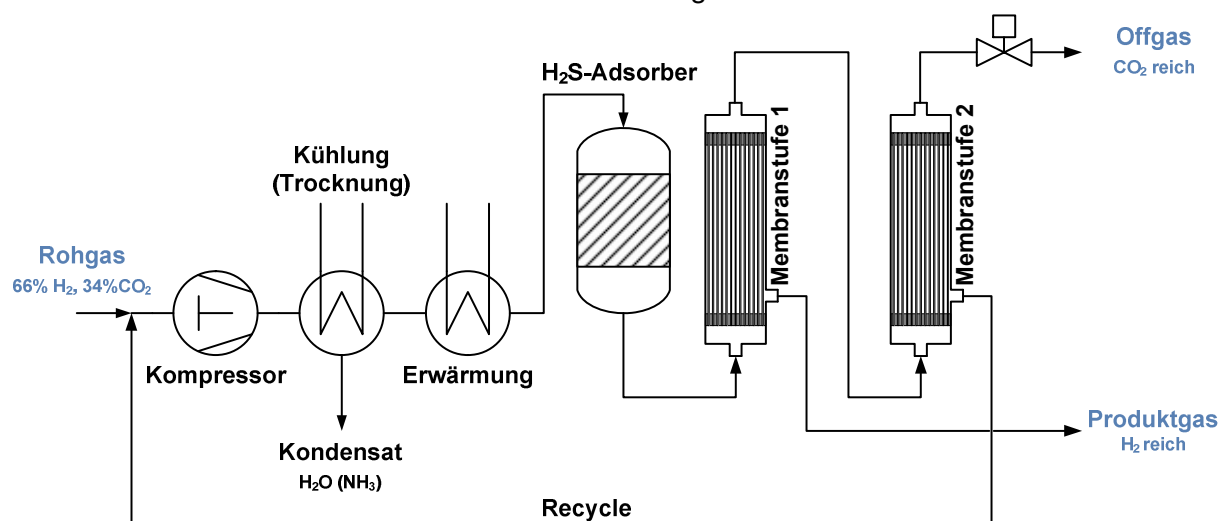 Offgas
CO₂ reich
H₂S-Adsorber
Membranstufe 1
Membranstufe 2
Kühlung
(Trocknung)
Rohgas
66% H₂, 34%CO₂
Kompressor
Erwärmung
Produktgas
H₂ reich
Kondensat
H₂O (NH₃)
Recycle